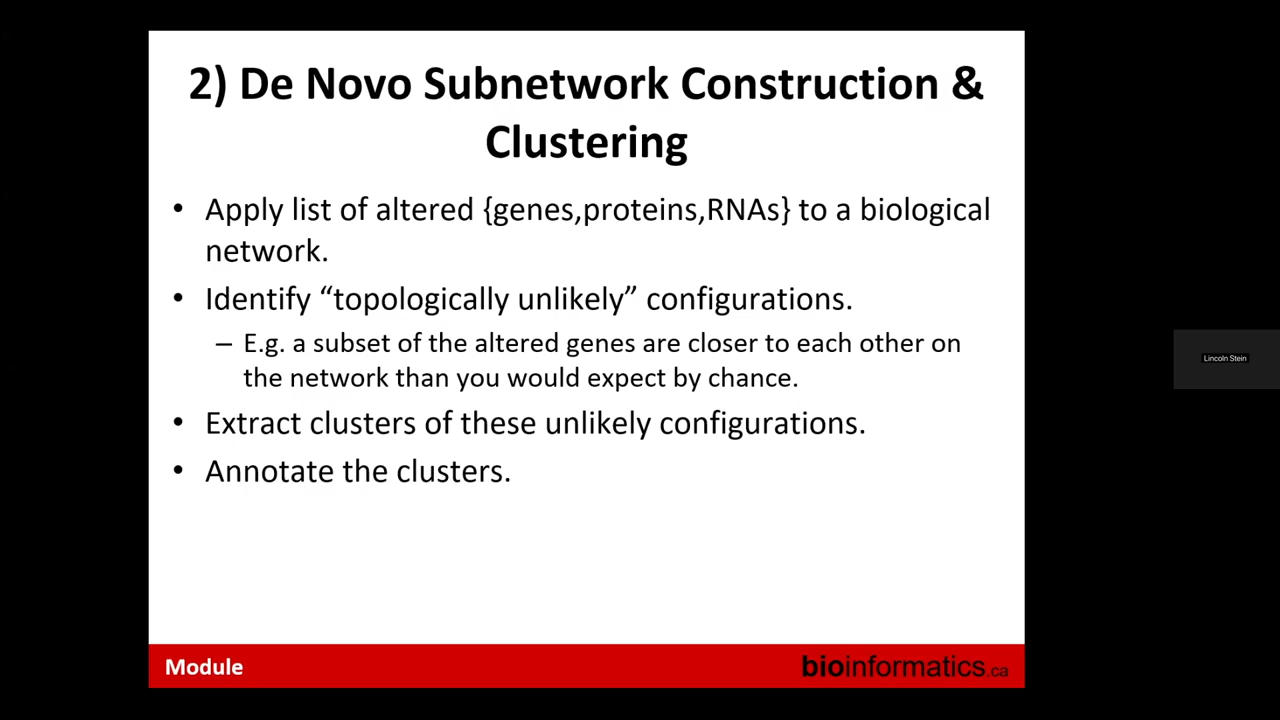 2) De Novo Subnetwork Construction &
Clustering
• Apply list of altered {genes,proteins,RNAs} to a biological
network.
• Identify “topologically unlikely” configurations.
– E.g. a subset of the altered genes are closer to each other on
the network than you would expect by chance.
• Extract clusters of these unlikely configurations.
• Annotate the clusters.
Lincoln Stein
Module
bioinformatics.ca